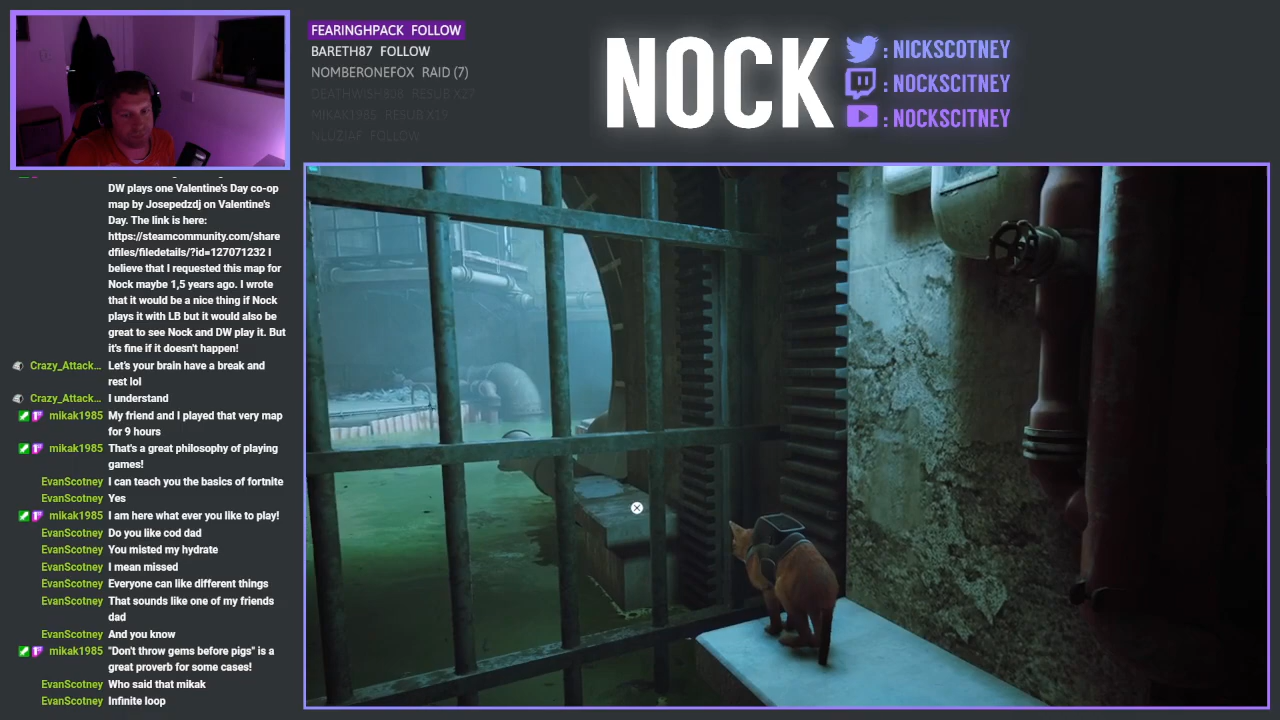 FEARINGHPACK FOLLOW
BARETH87 FOLLOW
NOMBERONEFOX RAID (7)
DEATHWISH808 RESUB X27
MIKAK1985 RESUB X19
NLUZIAF FOLLOW
NOCK
: NICKSCOTNEY
: NOCKSCITNEY
: NOCKSCITNEY
DW plays one Valentine's Day co-op
map by Josepedzdj on Valentine's
Day. The link is here:
https://steamcommunity.com/share
dfiles/filedetails/?id=127071232 I
believe that I requested this map for
Nock maybe 1,5 years ago. I wrote
that it would be a nice thing if Nock
plays it with LB but it would also be
great to see Nock and DW play it. But
it's fine if it doesn't happen!
Crazy_Attack... Let's your brain have a break and
rest lol
Crazy_Attack... I understand
mikak1985 My friend and I played that very map
for 9 hours
mikak1985 That's a great philosophy of playing
games!
EvanScotney I can teach you the basics of fortnite
EvanScotney Yes
mikak1985 I am here what ever you like to play!
EvanScotney Do you like cod dad
EvanScotney You misted my hydrate
EvanScotney I mean missed
EvanScotney Everyone can like different things
EvanScotney That sounds like one of my friends
dad
EvanScotney And you know
mikak1985 "Don't throw gems before pigs" is a
great proverb for some cases!
EvanScotney Who said that mikak
EvanScotney Infinite loop